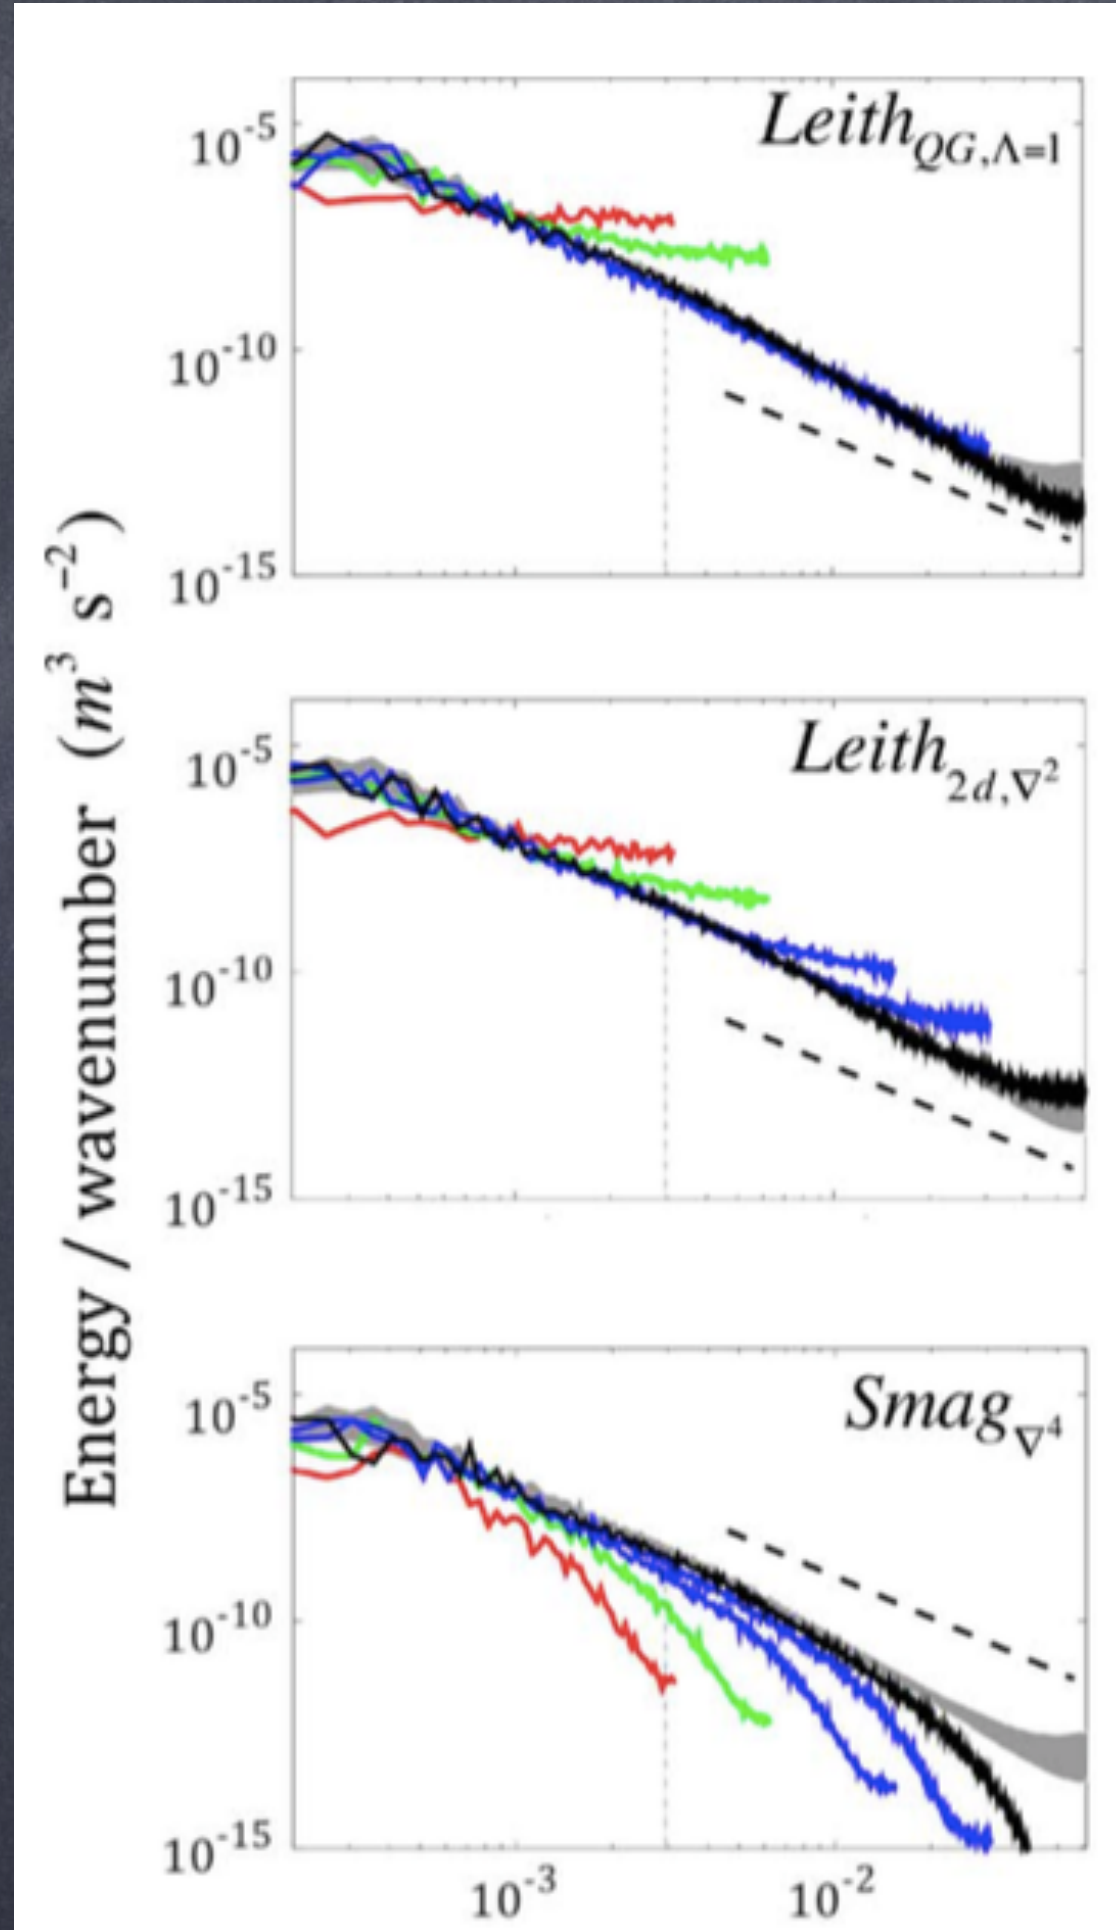 Energy / wavenumber (m³ s⁻²)
Leith_{QG,Λ=1}
10⁻⁵
10⁻¹⁰
10⁻¹⁵
Leith_{2d,∇²}
10⁻⁵
10⁻¹⁰
10⁻¹⁵
Smag_{∇⁴}
10⁻⁵
10⁻¹⁰
10⁻¹⁵
10⁻³ 10⁻²